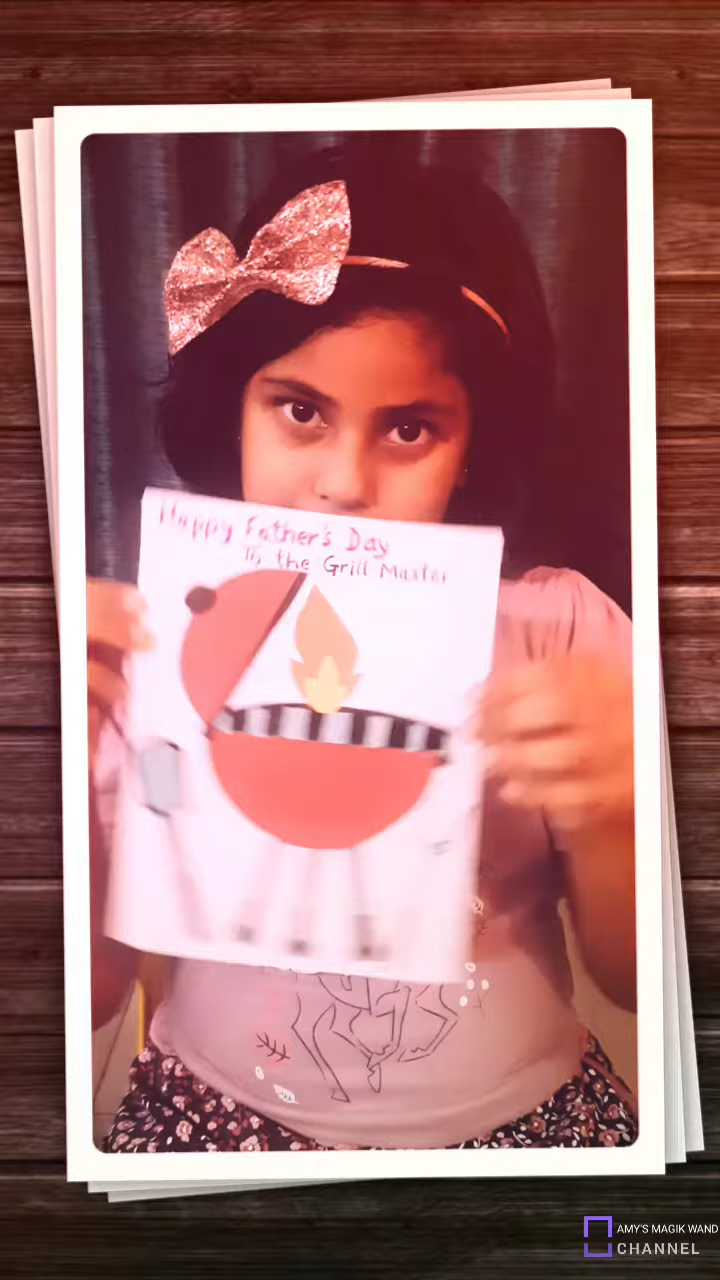 Happy Father's Day
To the Grill Master
AMY'S MAGIK WAND
CHANNEL